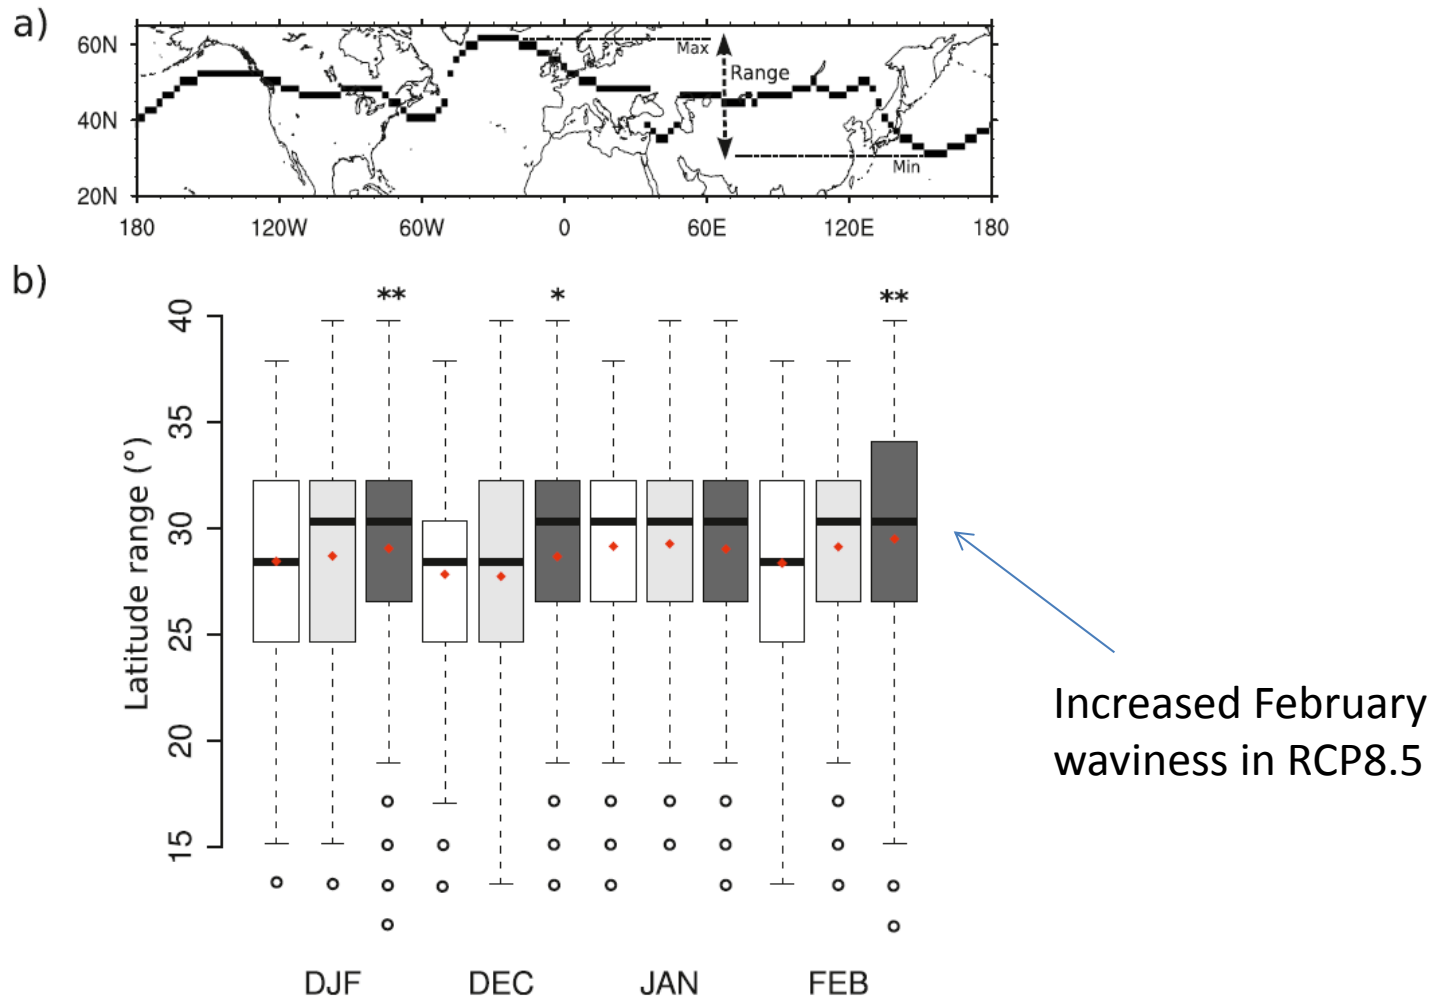 a)
60N
40N
20N
Max
Range
Min
180 120W 60W 0 60E 120E 180
b)
** * **
40
35
30
25
20
15
Latitude range (°)
Increased February
waviness in RCP8.5
DJF DEC JAN FEB